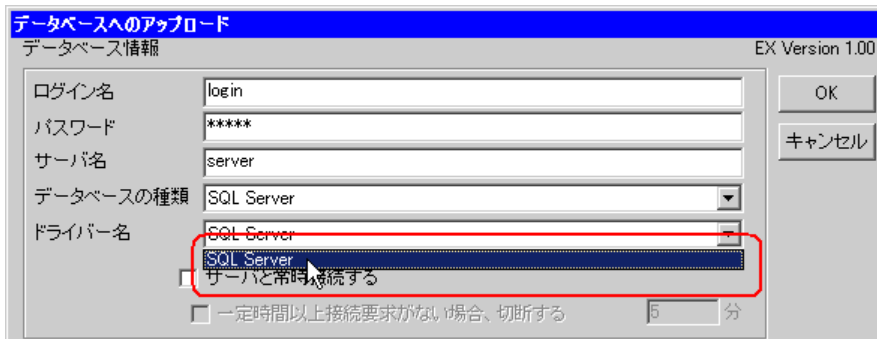 データベースへのアップロード
データベース情報 EX Version 1.00
ログイン名 login OK
パスワード *****
キャンセル
サーバ名 server
データベースの種類 SQL Server
ドライバー名 SQL Server
SQL Server
サーバと常時接続する
一定時間以上接続要求がない場合、切断する 5 分